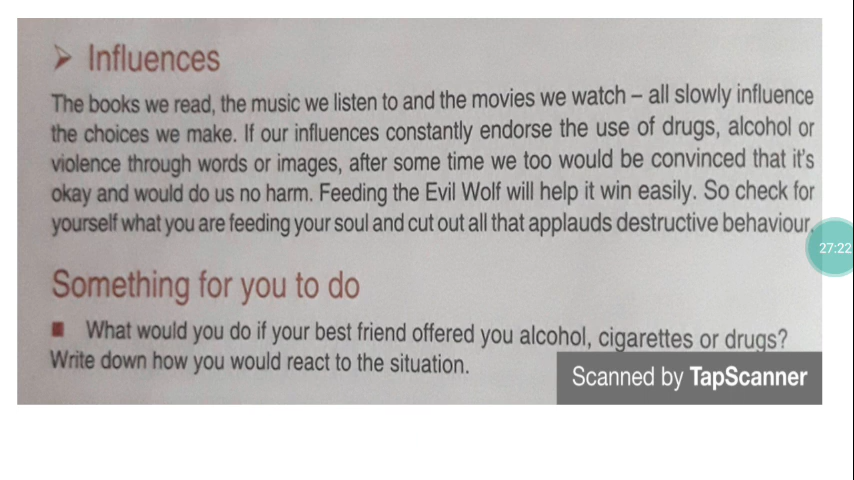 ➤ Influences
The books we read, the music we listen to and the movies we watch – all slowly influence
the choices we make. If our influences constantly endorse the use of drugs, alcohol or
violence through words or images, after some time we too would be convinced that it's
okay and would do us no harm. Feeding the Evil Wolf will help it win easily. So check for
yourself what you are feeding your soul and cut out all that applauds destructive behaviour.
27:22
Something for you to do
■ What would you do if your best friend offered you alcohol, cigarettes or drugs?
Write down how you would react to the situation.
Scanned by TapScanner